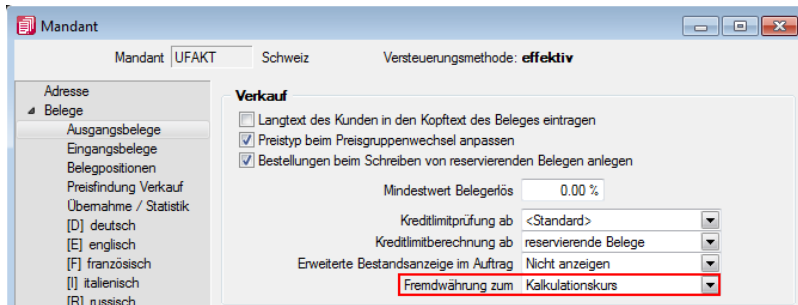 Mandant
Mandant UFAKT Schweiz Versteuerungsmethode: effektiv
Adresse
Belege
Ausgangsbelege
Eingangsbelege
Belegpositionen
Preisfindung Verkauf
Übernahme / Statistik
[D] deutsch
[E] englisch
[F] französisch
[I] italienisch
[R] russisch
Verkauf
Langtext des Kunden in den Kopftext des Beleges eintragen
Preistyp beim Preisgruppenwechsel anpassen
Bestellungen beim Schreiben von reservierenden Belegen anlegen
Mindestwert Belegerlös 0.00 %
Kreditlimitprüfung ab <Standard>
Kreditlimitberechnung ab reservierende Belege
Erweiterte Bestandsanzeige im Auftrag Nicht anzeigen
Fremdwährung zum Kalkulationskurs